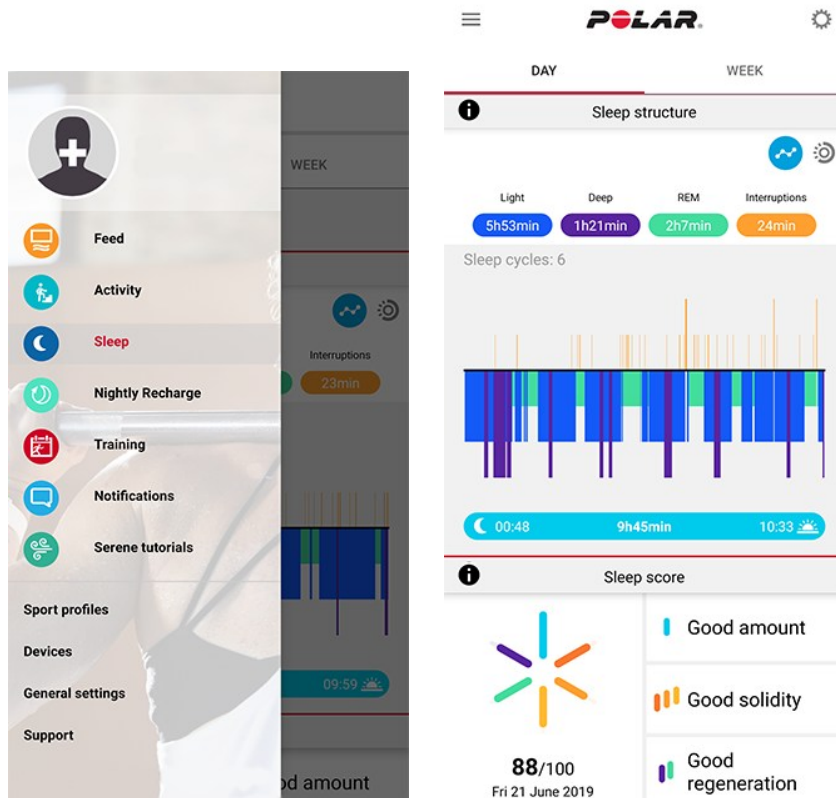 WEEK
Feed
Activity
Sleep
Interruptions
23min
Nightly Recharge
Training
Notifications
Serene tutorials
Sport profiles
Devices
General settings
09:59
Support
od amount
POLAR
DAY WEEK
Sleep structure
Light Deep REM Interruptions
5h53min 1h21min 2h7min 24min
Sleep cycles: 6
00:48 9h45min 10:33
Sleep score
Good amount
Good solidity
88/100
Fri 21 June 2019
Good
regeneration